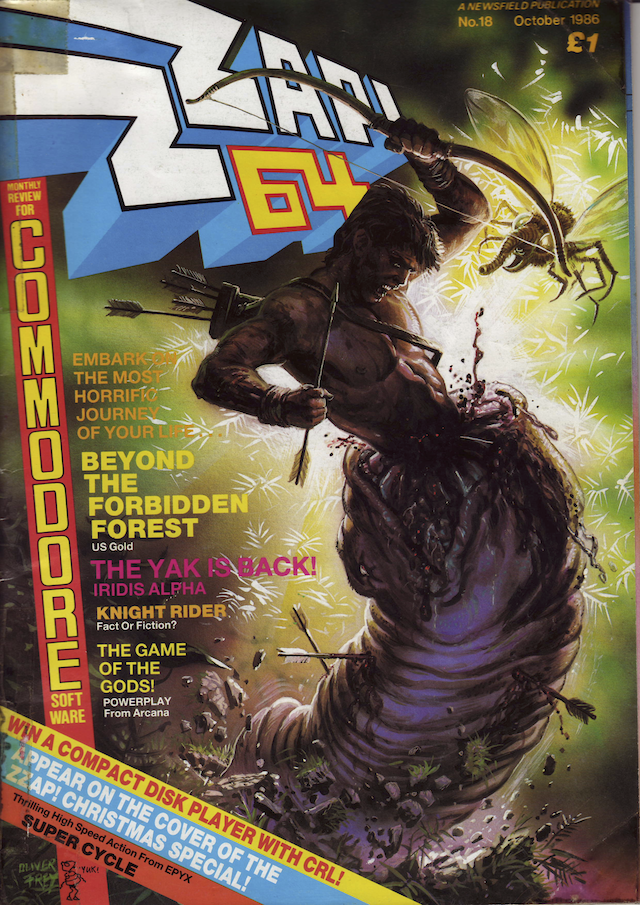 A NEWSFIELD PUBLICATION
No.18 October 1986
£1
ZZAP!
64
MONTHLY
REVIEW
FOR
COMMODORE
SOFT
WARE
EMBARK ON
THE MOST
HORRIFIC
JOURNEY
OF YOUR LIFE . . .
BEYOND
THE
FORBIDDEN
FOREST
US Gold
THE YAK IS BACK!
IRIDIS ALPHA
KNIGHT RIDER
Fact Or Fiction?
THE GAME
OF THE
GODS!
POWERPLAY
From Arcana
WIN A COMPACT DISK PLAYER WITH CRL!
APPEAR ON THE COVER OF THE
ZZAP! CHRISTMAS SPECIAL!
Thrilling High Speed Action From EPYX
SUPER CYCLE
OLIVER
FREY
YUK!